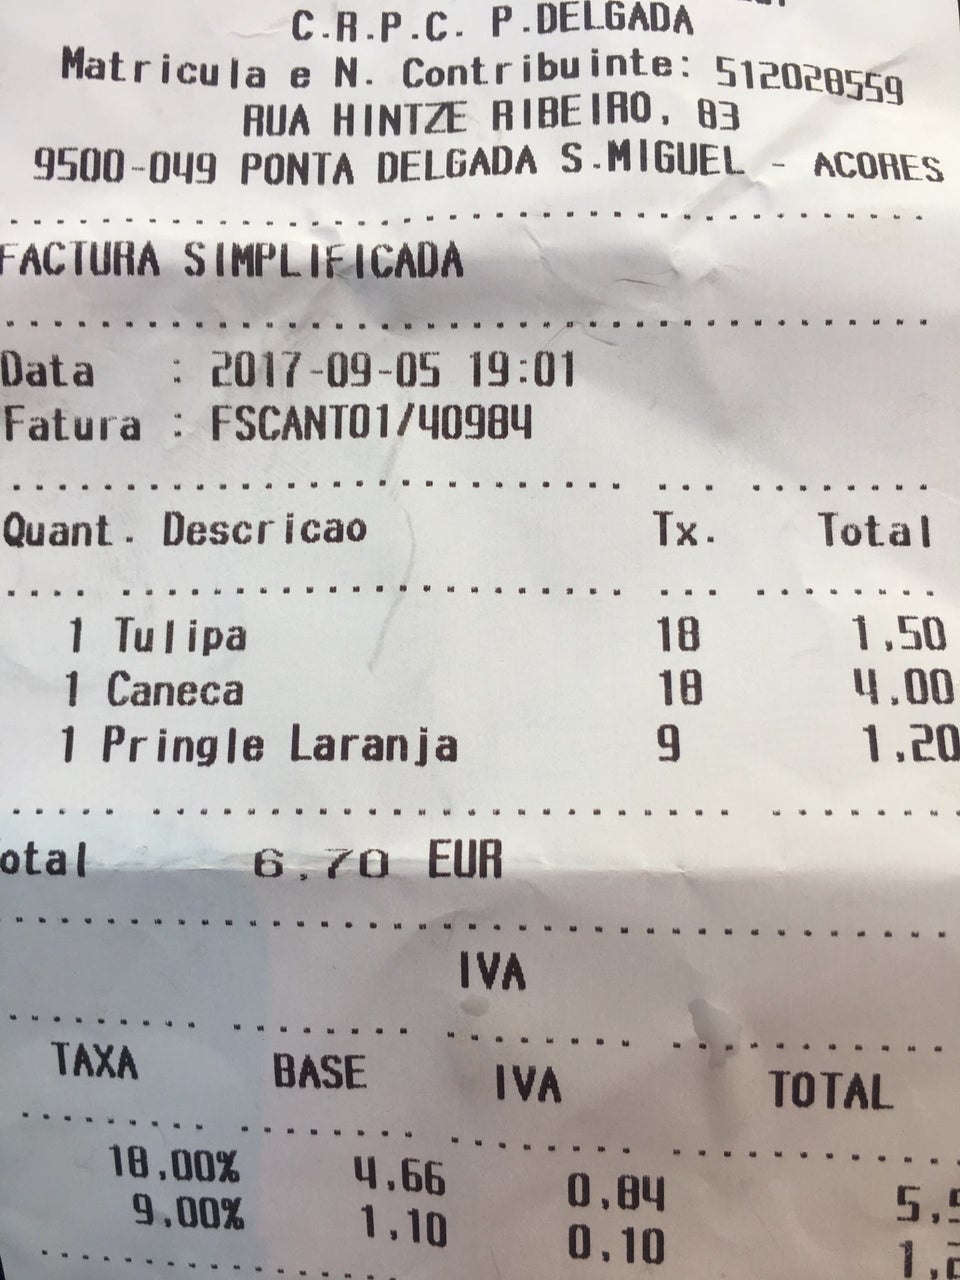 C.R.P.C. P.DELGADA
Matricula e N. Contribuinte: 512028559
RUA HINTZE RIBEIRO, 83
9500-049 PONTA DELGADA S.MIGUEL - ACORES
FACTURA SIMPLIFICADA
Data : 2017-09-05 19:01
Fatura : FSCANT01/40984
Quant. Descricao Tx. Total
1 Tulipa 18 1,50
1 Caneca 18 4,00
1 Pringle Laranja 9 1,20
otal 6,70 EUR
IVA
TAXA BASE IVA TOTAL
18,00% 4,66 0,84
9,00% 1,10 0,10